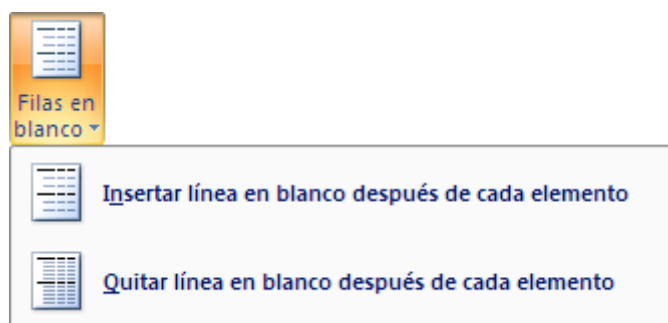 Filas en
blanco
Insertar línea en blanco después de cada elemento
Quitar línea en blanco después de cada elemento